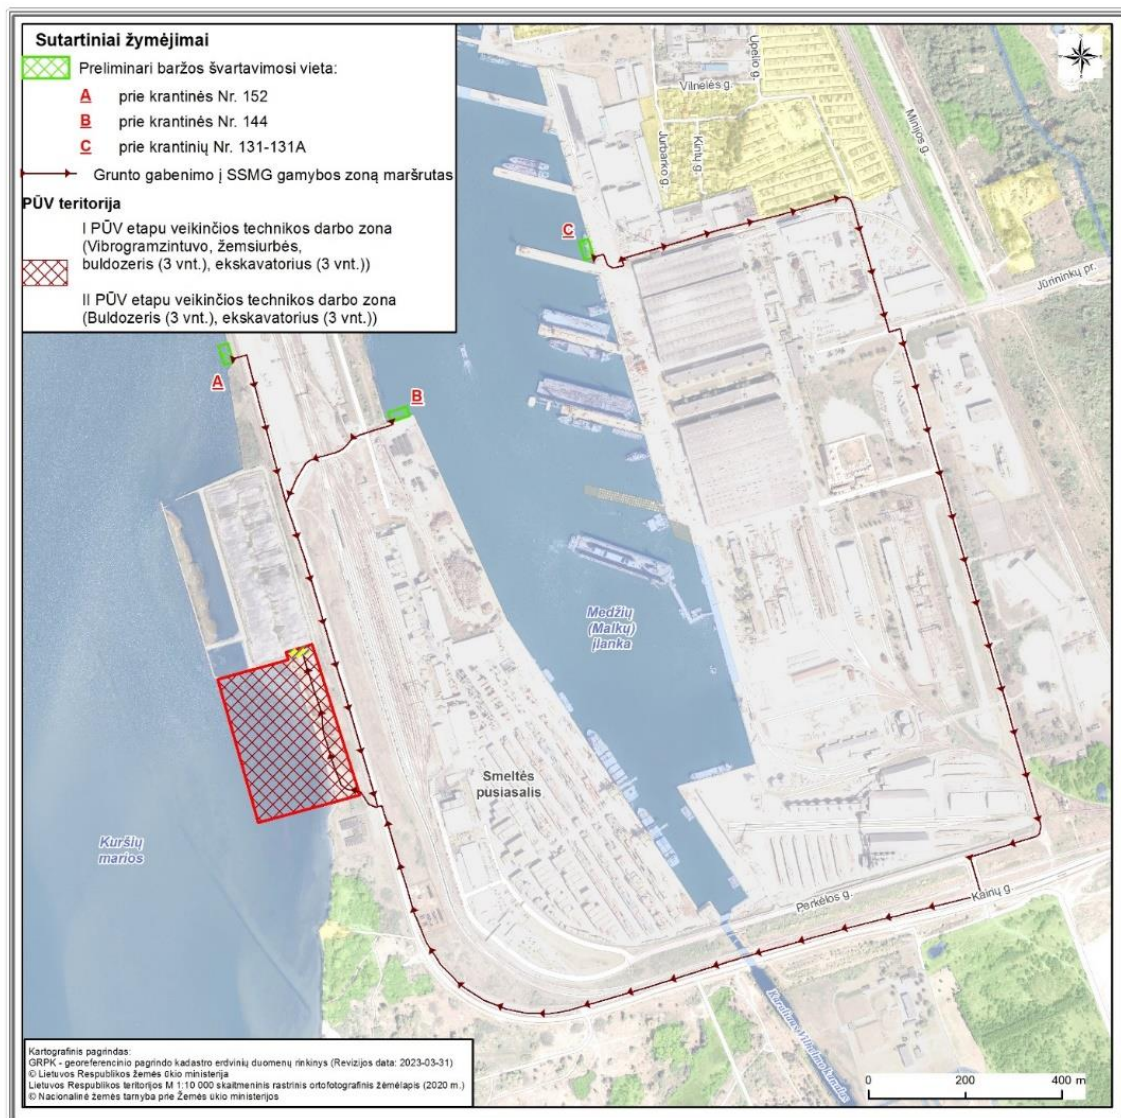 Sutartiniai žymėjimai
Preliminari baržos švartavimosi vieta:
A prie krantinės Nr. 152
B prie krantinės Nr. 144
C prie krantinių Nr. 131-131A
Grunto gabenimo į SSMG gamybos zoną maršrutas
PŪV teritorija
I PŪV etapu veikinčios technikos darbo zona
(Vibrogramzintuvo, žemsiurbės,
buldozeris (3 vnt.), ekskavatorius (3 vnt.))
II PŪV etapu veikinčios technikos darbo zona
(Buldozeris (3 vnt.), ekskavatorius (3 vnt.))
Upelio g.
Vilnelės g.
Kintų g.
Jurbarko g.
Minijos g.
Jūrininkų pr.
C
A
B
Medžių
(Malkų)
įlanka
Smeltės
pusiasalis
Kuršių
marios
Perkėlos g.
Kairių g.
Karaliaus Vilhelmo kanalas
Kartografinis pagrindas:
GRPK - georeferencinio pagrindo kadastro erdvinių duomenų rinkinys (Revizijos data: 2023-03-31)
© Lietuvos Respublikos žemės ūkio ministerija
Lietuvos Respublikos teritorijos M 1:10 000 skaitmeninis rastrinis ortofotografinis žemėlapis (2020 m.)
© Nacionalinė žemės tarnyba prie Žemės ūkio ministerijos
0 200 400 m